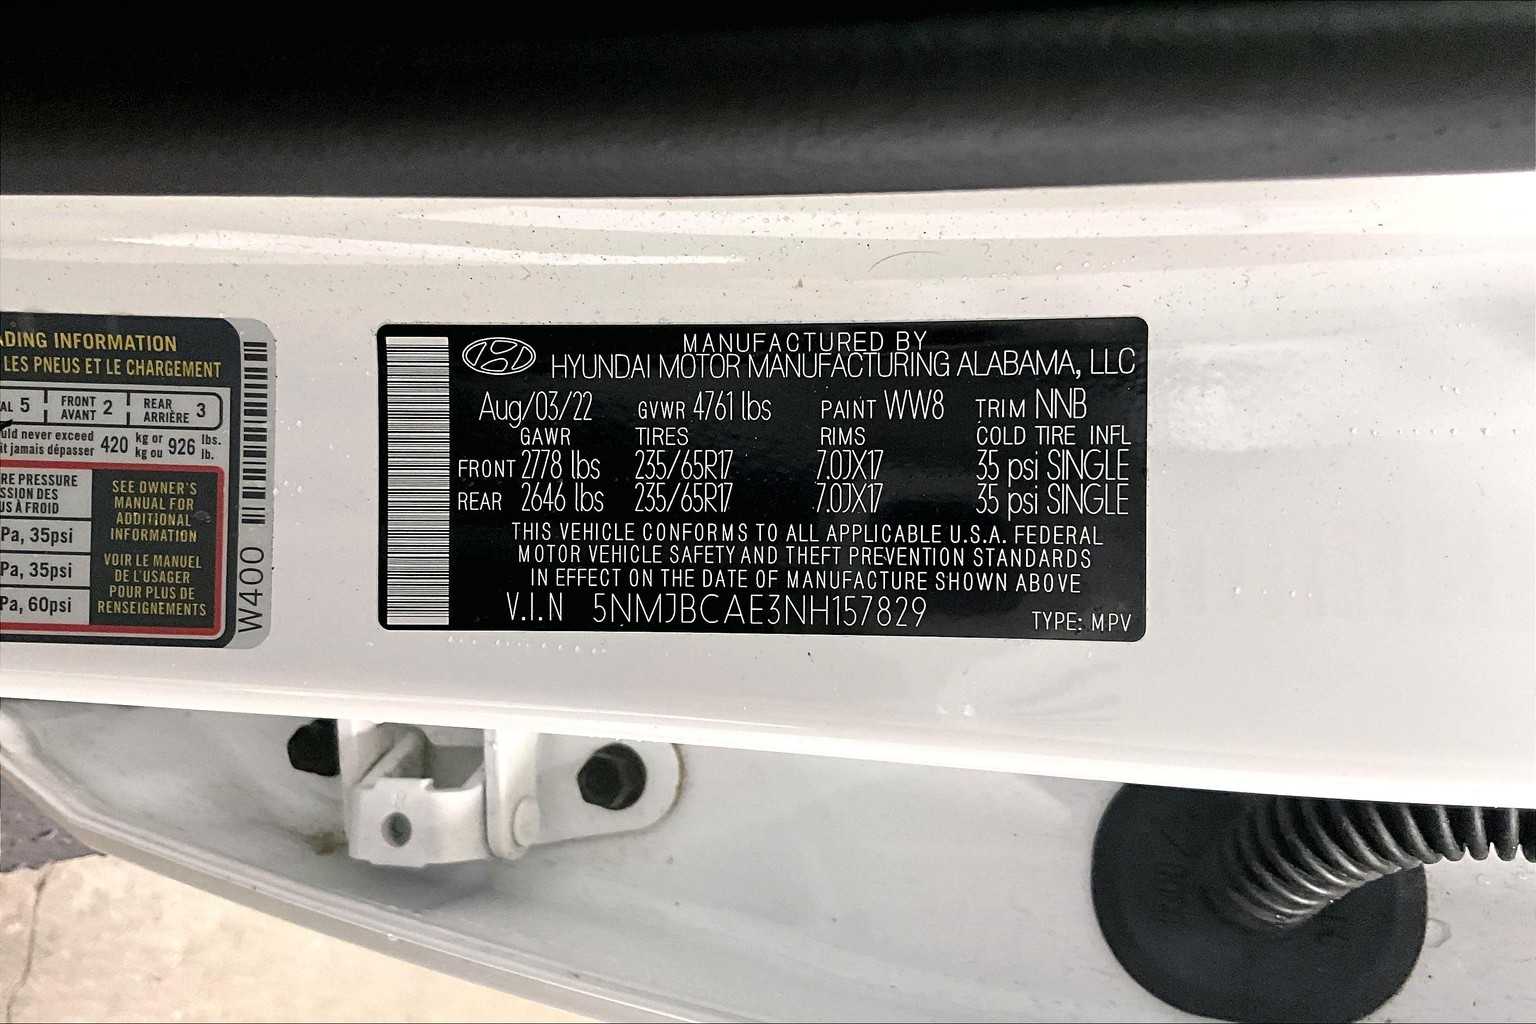 ADING INFORMATION
LES PNEUS ET LE CHARGEMENT
AL 5 FRONT AVANT 2 REAR ARRIÈRE 3
uld never exceed
it jamais dépasser 420 kg or kg ou 926 lbs. lb.
RE PRESSURE
SSION DES
US À FROID
Pa, 35psi
Pa, 35psi
Pa, 60psi
SEE OWNER'S
MANUAL FOR
ADDITIONAL
INFORMATION
VOIR LE MANUEL
DE L'USAGER
POUR PLUS DE
RENSEIGNEMENTS
W400
MANUFACTURED BY
HYUNDAI MOTOR MANUFACTURING ALABAMA, LLC
Aug/03/22 GVWR 4761 lbs PAINT WW8 TRIM NNB
GAWR TIRES RIMS COLD TIRE INFL
FRONT 2778 lbs 235/65R17 7.0JX17 35 psi SINGLE
REAR 2646 lbs 235/65R17 7.0JX17 35 psi SINGLE
THIS VEHICLE CONFORMS TO ALL APPLICABLE U.S.A. FEDERAL
MOTOR VEHICLE SAFETY AND THEFT PREVENTION STANDARDS
IN EFFECT ON THE DATE OF MANUFACTURE SHOWN ABOVE
V.I.N 5NMJBCAE3NH157829 TYPE: MPV